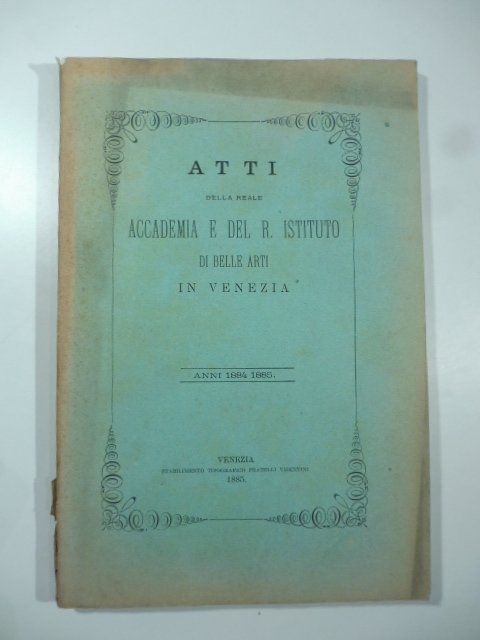 ATTI
DELLA REALE
ACCADEMIA E DEL R. ISTITUTO
DI BELLE ARTI
IN VENEZIA
ANNI 1884 1885.
VENEZIA
STABILIMENTO TIPOGRAFICO FRATELLI VISENTINI
1885.